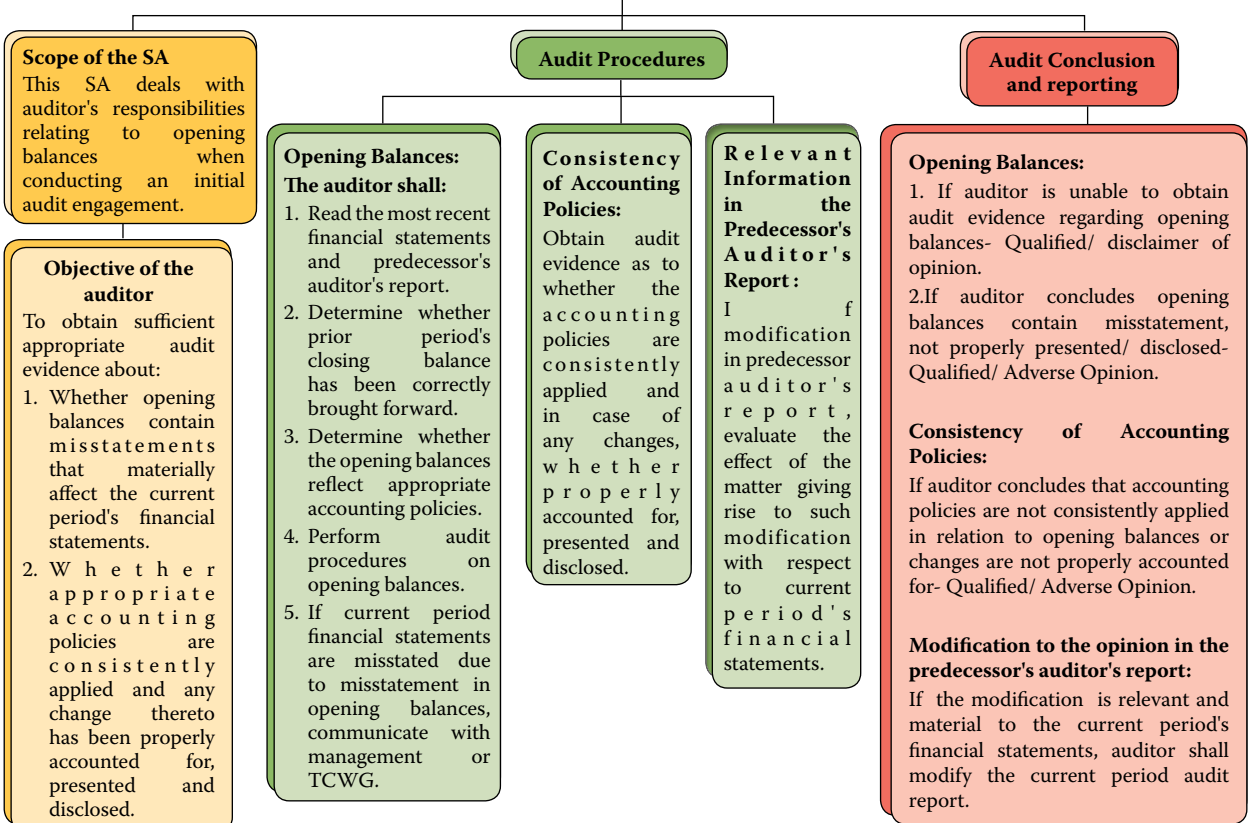 Scope of the SA
This SA deals with
auditor's responsibilities
relating to opening
balances when
conducting an initial
audit engagement.
Objective of the
auditor
To obtain sufficient
appropriate audit
evidence about:
1. Whether opening
balances contain
misstatements
that materially
affect the current
period's financial
statements.
2. Whether
appropriate
accounting
policies are
consistently
applied and any
change thereto
has been properly
accounted for,
presented and
disclosed.
Audit Procedures
Opening Balances:
The auditor shall:
1. Read the most recent
financial statements
and predecessor's
auditor's report.
2. Determine whether
prior period's
closing balance
has been correctly
brought forward.
3. Determine whether
the opening balances
reflect appropriate
accounting policies.
4. Perform audit
procedures on
opening balances.
5. If current period
financial statements
are misstated due
to misstatement in
opening balances,
communicate with
management or
TCWG.
Consistency
of Accounting
Policies:
Obtain audit
evidence as to
whether the
accounting
policies are
consistently
applied and
in case of
any changes,
whether
properly
accounted for,
presented and
disclosed.
Relevant
Information
in the
Predecessor's
Auditor's
Report :
If
modification
in predecessor
auditor's
report,
evaluate the
effect of the
matter giving
rise to such
modification
with respect
to current
period's
financial
statements.
Audit Conclusion
and reporting
Opening Balances:
1. If auditor is unable to obtain
audit evidence regarding opening
balances- Qualified/ disclaimer of
opinion.
2.If auditor concludes opening
balances contain misstatement,
not properly presented/ disclosed-
Qualified/ Adverse Opinion.
Consistency of Accounting
Policies:
If auditor concludes that accounting
policies are not consistently applied
in relation to opening balances or
changes are not properly accounted
for- Qualified/ Adverse Opinion.
Modification to the opinion in the
predecessor's auditor's report:
If the modification is relevant and
material to the current period's
financial statements, auditor shall
modify the current period audit
report.